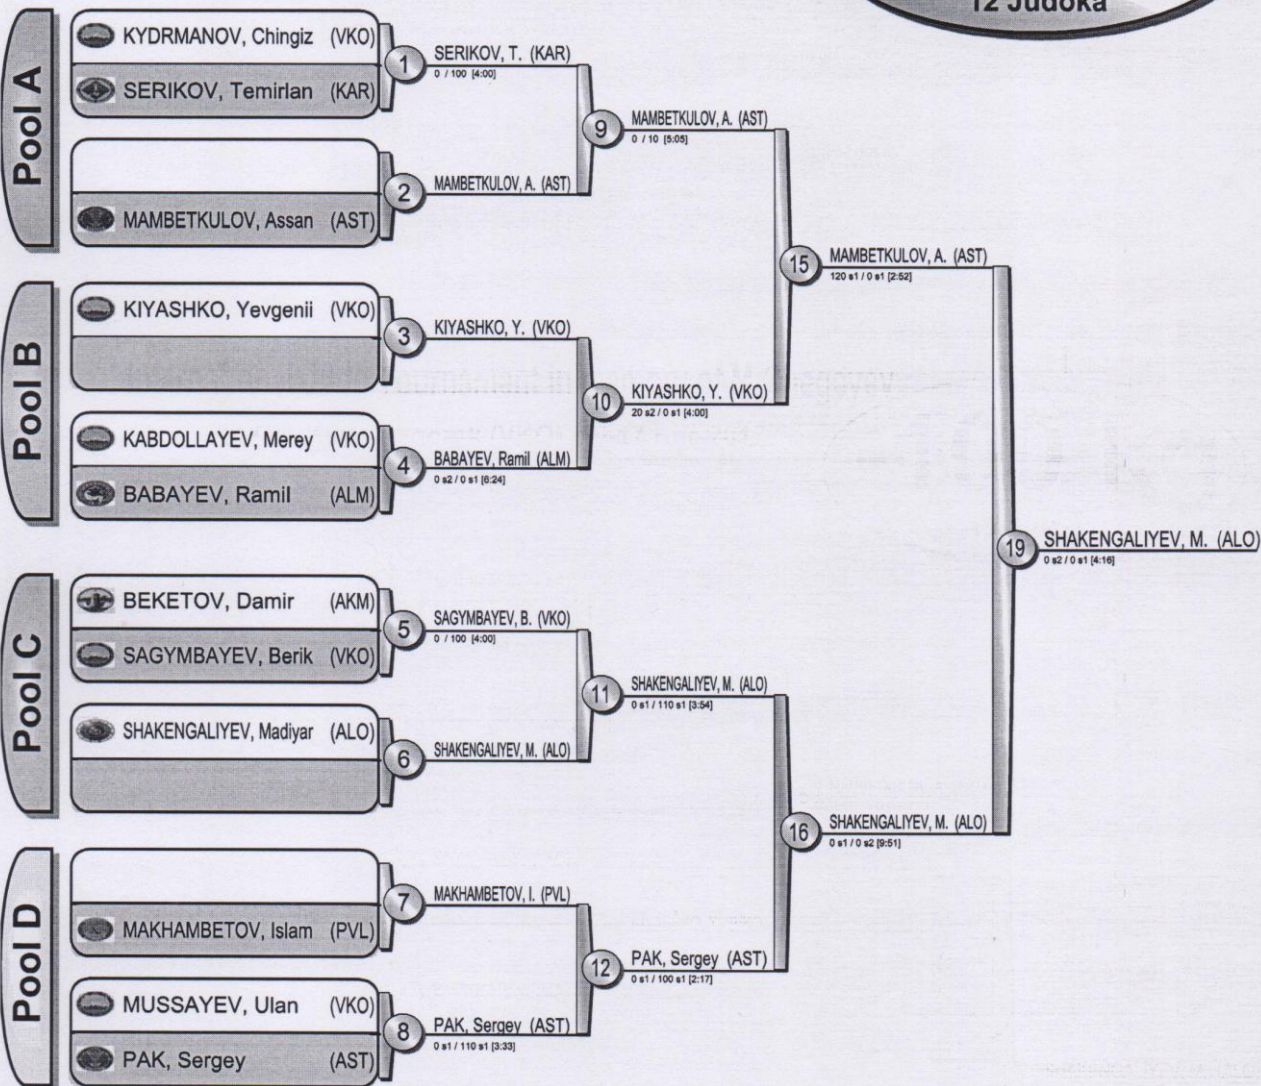 12 Judoka
Pool A
KYDRMANOV, Chingiz (VKO)
SERIKOV, Temirlan (KAR)
MAMBETKULOV, Assan (AST)
1
SERIKOV, T. (KAR)
0 / 100 [4:00]
2
MAMBETKULOV, A. (AST)
9
MAMBETKULOV, A. (AST)
0 / 10 [5:05]
Pool B
KIYASHKO, Yevgenii (VKO)
KABDOLLAYEV, Merey (VKO)
BABAYEV, Ramil (ALM)
3
KIYASHKO, Y. (VKO)
4
BABAYEV, Ramil (ALM)
0 s2 / 0 s1 [6:24]
10
KIYASHKO, Y. (VKO)
20 s2 / 0 s1 [4:00]
15
MAMBETKULOV, A. (AST)
120 s1 / 0 s1 [2:52]
Pool C
BEKETOV, Damir (AKM)
SAGYMBAYEV, Berik (VKO)
SHAKENGALIYEV, Madiyar (ALO)
5
SAGYMBAYEV, B. (VKO)
0 / 100 [4:00]
6
SHAKENGALIYEV, M. (ALO)
11
SHAKENGALIYEV, M. (ALO)
0 s1 / 110 s1 [3:54]
Pool D
MAKHAMBETOV, Islam (PVL)
MUSSAYEV, Ulan (VKO)
PAK, Sergey (AST)
7
MAKHAMBETOV, I. (PVL)
8
PAK, Sergey (AST)
0 s1 / 110 s1 [3:33]
12
PAK, Sergey (AST)
0 s1 / 100 s1 [2:17]
16
SHAKENGALIYEV, M. (ALO)
0 s1 / 0 s2 [9:51]
19
SHAKENGALIYEV, M. (ALO)
0 s2 / 0 s1 [4:16]